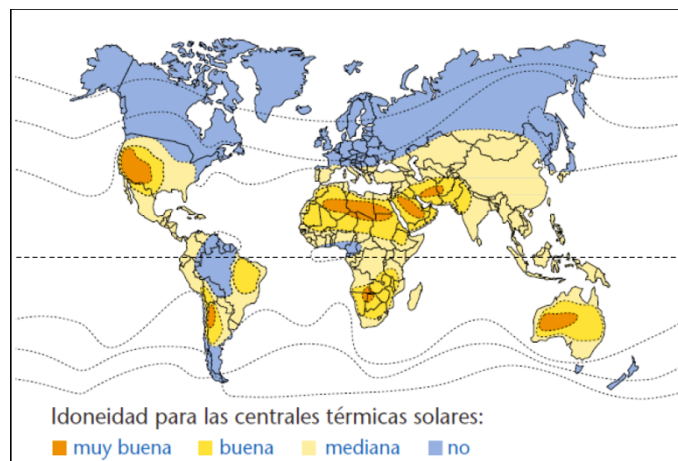 Idoneidad para las centrales térmicas solares:
muy buena buena mediana no